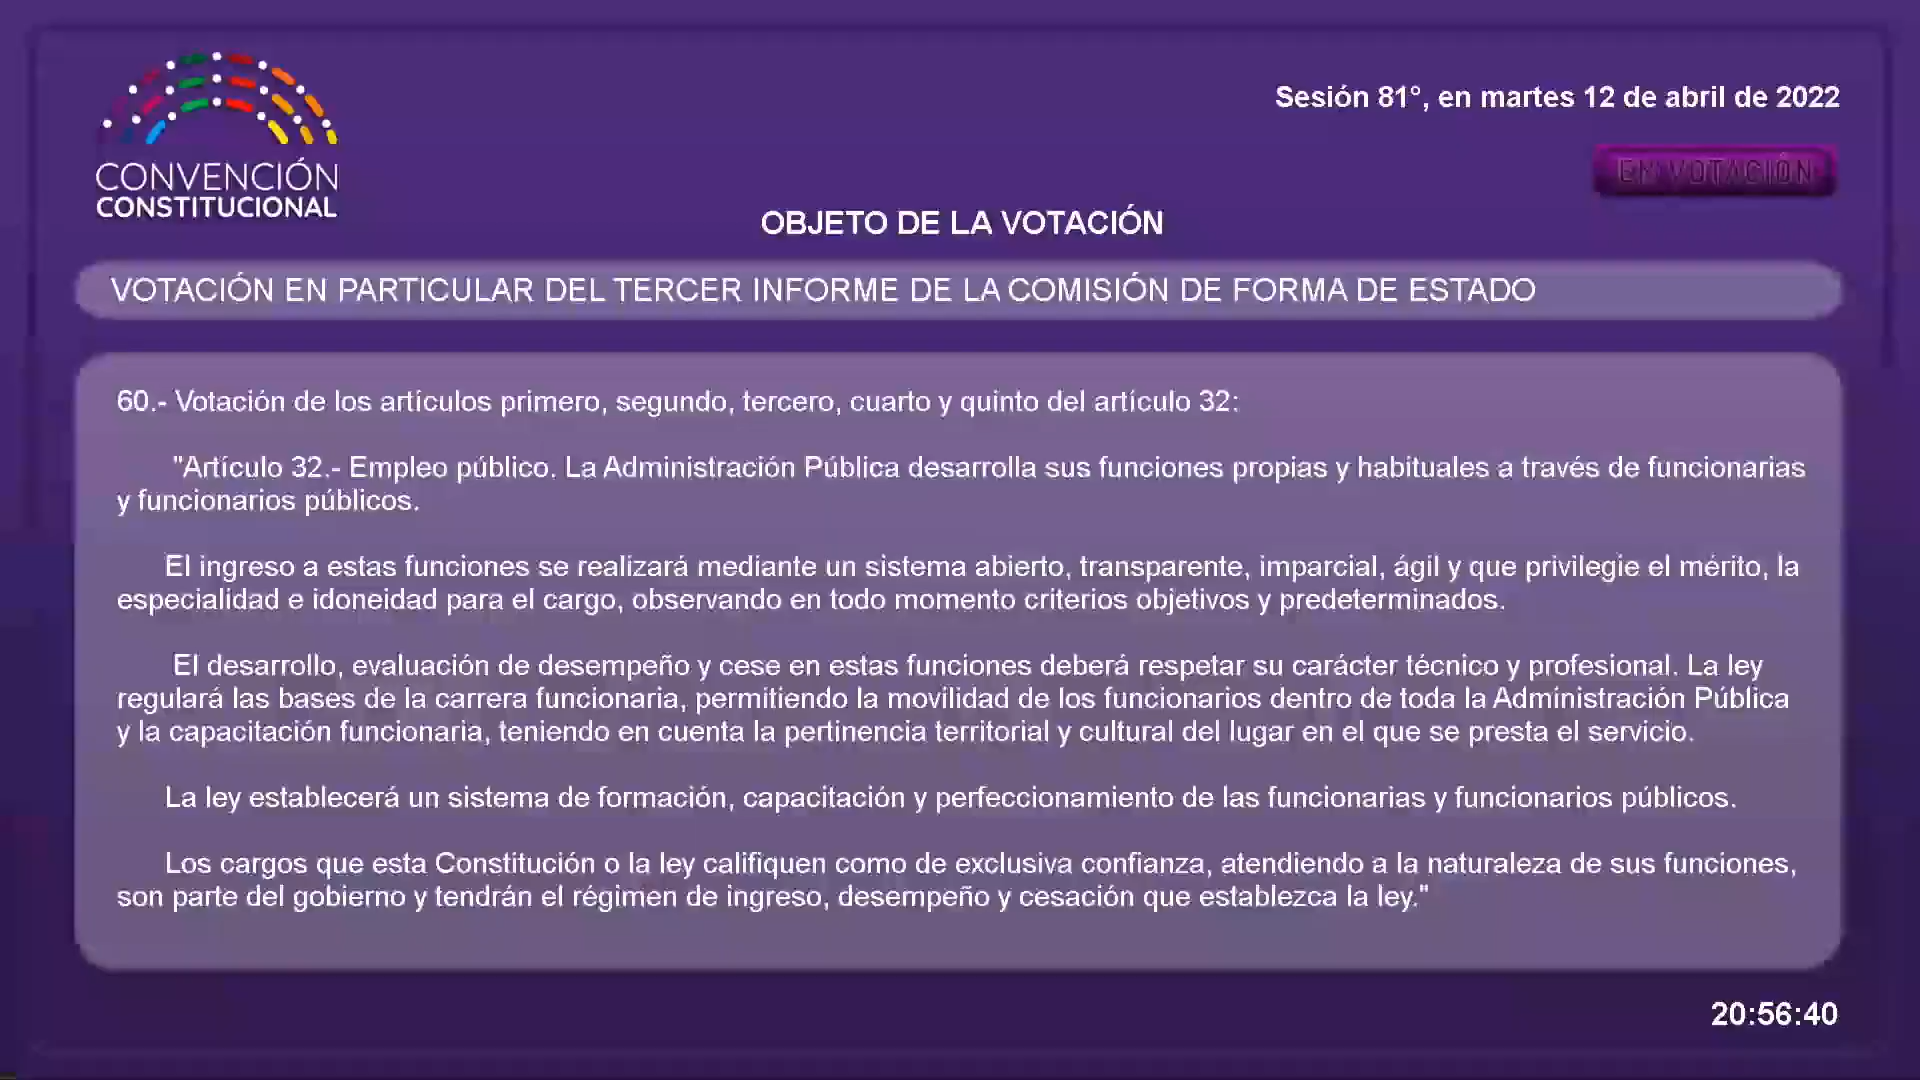 CONVENCIÓN
CONSTITUCIONAL
Sesión 81°, en martes 12 de abril de 2022
EN VOTACIÓN
OBJETO DE LA VOTACIÓN
VOTACIÓN EN PARTICULAR DEL TERCER INFORME DE LA COMISIÓN DE FORMA DE ESTADO
60.- Votación de los artículos primero, segundo, tercero, cuarto y quinto del artículo 32:
"Artículo 32.- Empleo público. La Administración Pública desarrolla sus funciones propias y habituales a través de funcionarias
y funcionarios públicos.
El ingreso a estas funciones se realizará mediante un sistema abierto, transparente, imparcial, ágil y que privilegie el mérito, la
especialidad e idoneidad para el cargo, observando en todo momento criterios objetivos y predeterminados.
El desarrollo, evaluación de desempeño y cese en estas funciones deberá respetar su carácter técnico y profesional. La ley
regulará las bases de la carrera funcionaria, permitiendo la movilidad de los funcionarios dentro de toda la Administración Pública
y la capacitación funcionaria, teniendo en cuenta la pertinencia territorial y cultural del lugar en el que se presta el servicio.
La ley establecerá un sistema de formación, capacitación y perfeccionamiento de las funcionarias y funcionarios públicos.
Los cargos que esta Constitución o la ley califiquen como de exclusiva confianza, atendiendo a la naturaleza de sus funciones,
son parte del gobierno y tendrán el régimen de ingreso, desempeño y cesación que establezca la ley."
20:56:40